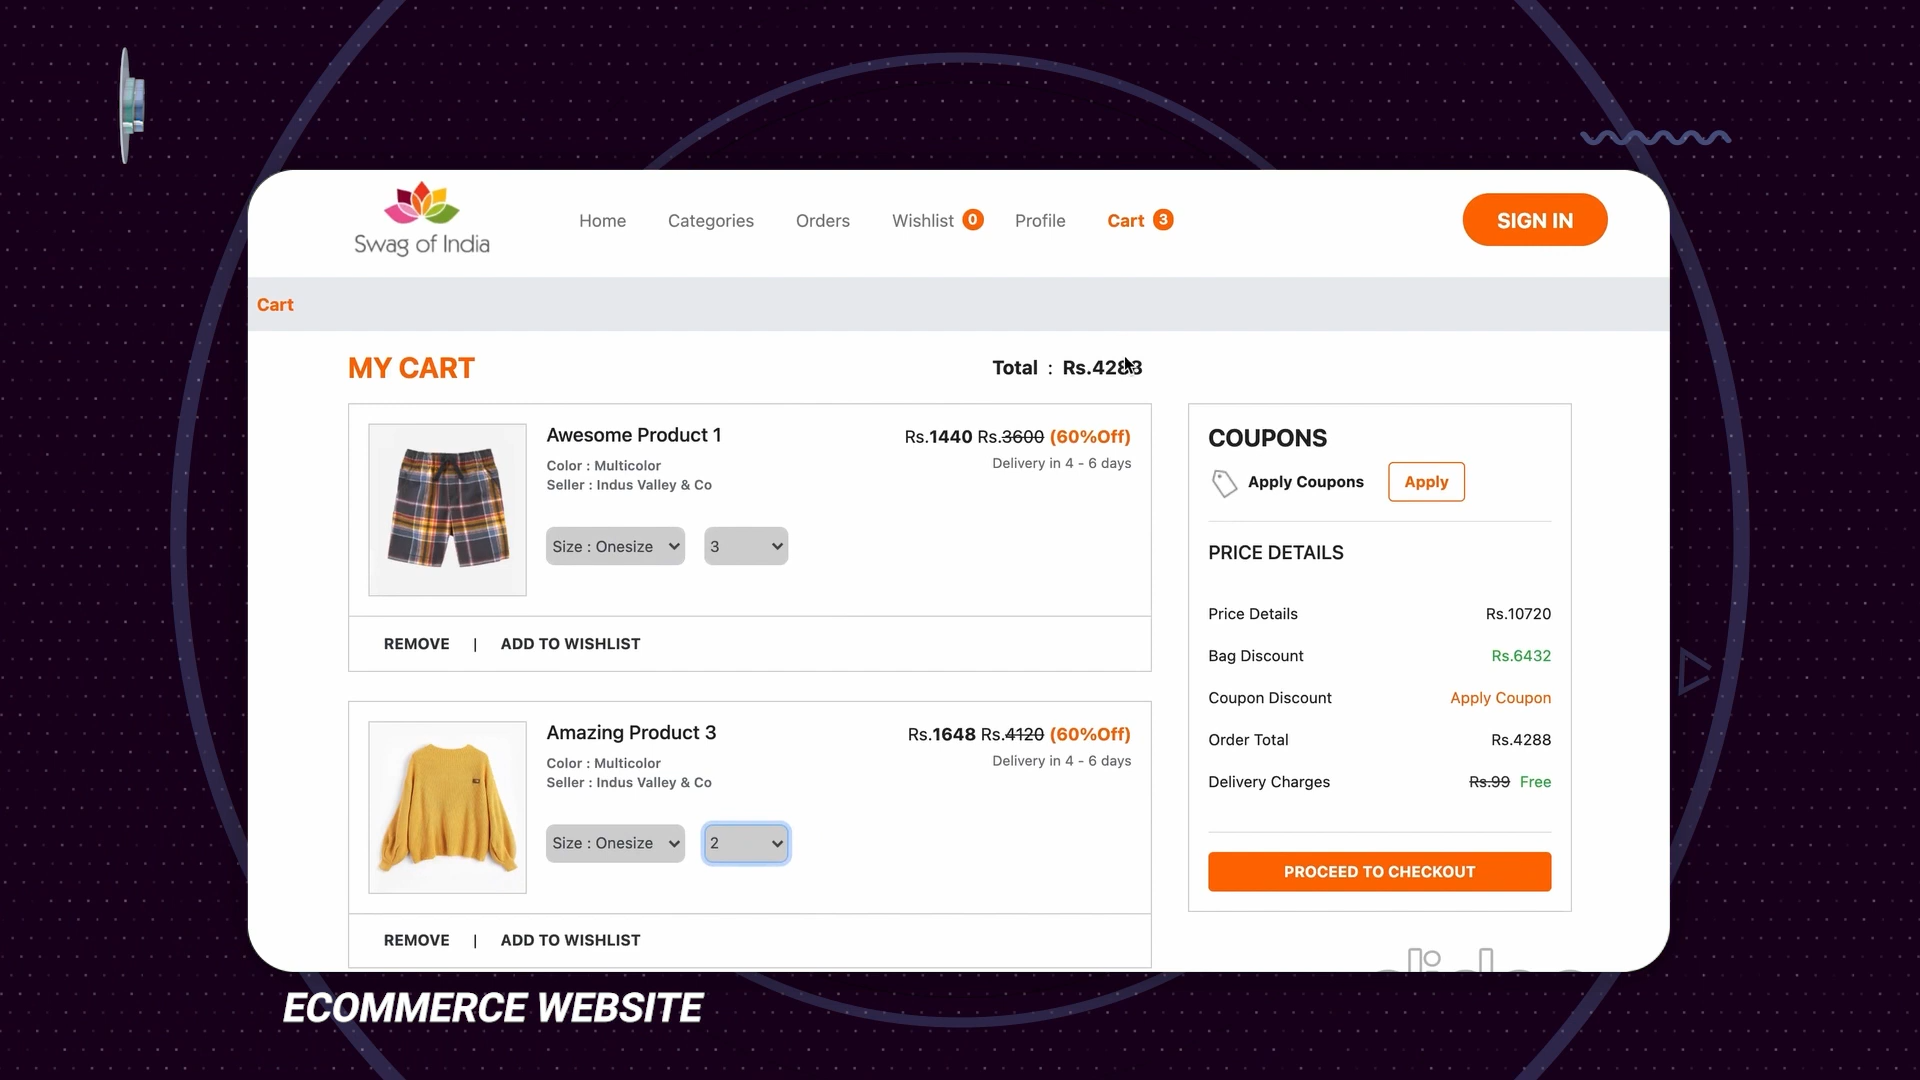 Swag of India
Home
Categories
Orders
Wishlist 0
Profile
Cart 3
SIGN IN
Cart
MY CART
Total : Rs.4288
Awesome Product 1
Rs.1440 Rs.3600 (60%Off)
Color : Multicolor
Delivery in 4 - 6 days
Seller : Indus Valley & Co
Size : Onesize
3
REMOVE | ADD TO WISHLIST
Amazing Product 3
Rs.1648 Rs.4120 (60%Off)
Color : Multicolor
Delivery in 4 - 6 days
Seller : Indus Valley & Co
Size : Onesize
2
REMOVE | ADD TO WISHLIST
COUPONS
Apply Coupons
Apply
PRICE DETAILS
Price Details Rs.10720
Bag Discount Rs.6432
Coupon Discount Apply Coupon
Order Total Rs.4288
Delivery Charges Rs.99 Free
PROCEED TO CHECKOUT
ECOMMERCE WEBSITE